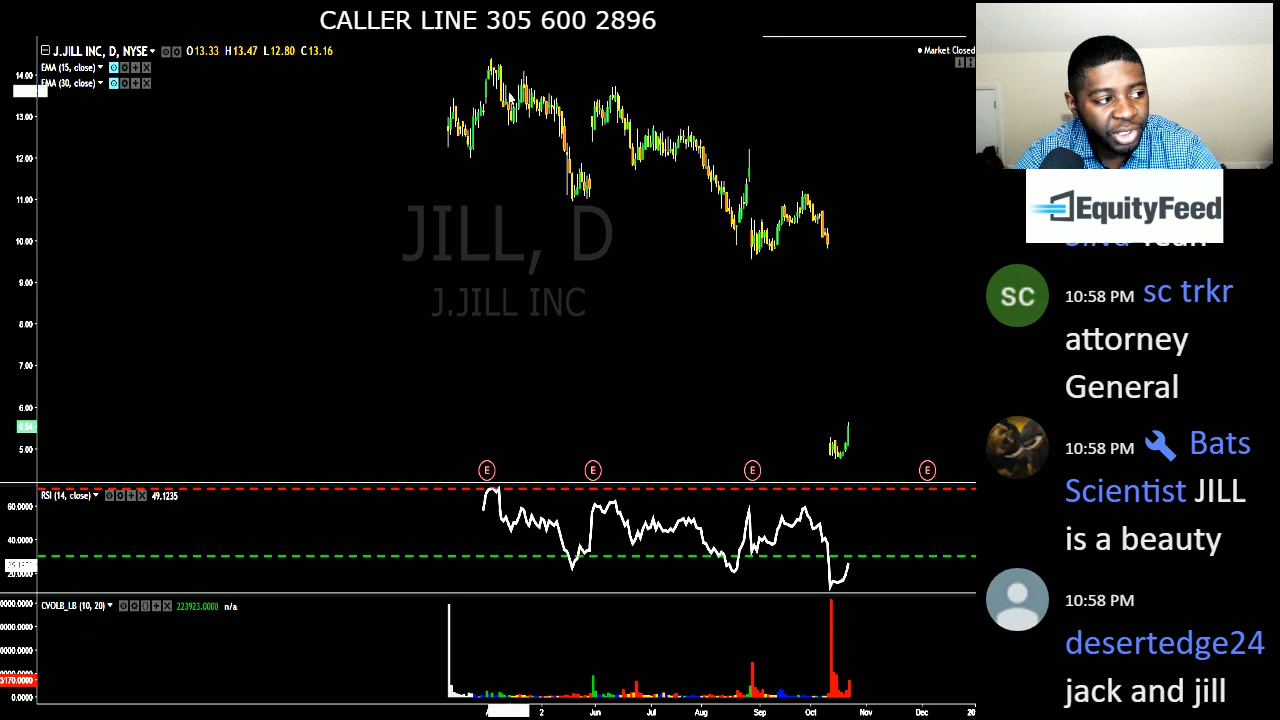 CALLER LINE 305 600 2896
J.JILL INC, D, NYSE O13.33 H13.47 L12.80 C13.16
Market Closed
EMA (15, close)
EMA (30, close)
14.00
13.00
12.00
11.00
10.00
9.00
8.00
7.00
6.00
5.00
JILL, D
J.JILL INC
E E E E
RSI (14, close) 49.1235
60.0000
40.0000
20.0000
CVOLB_LB (10, 20) 223923.0000 n/a
0.0000
2 Jun Jul Aug Sep Oct Nov Dec 20
EquityFeed
SC
10:58 PM sc trkr
attorney
General
10:58 PM Bats
Scientist JILL
is a beauty
10:58 PM
desertedge24
jack and jill